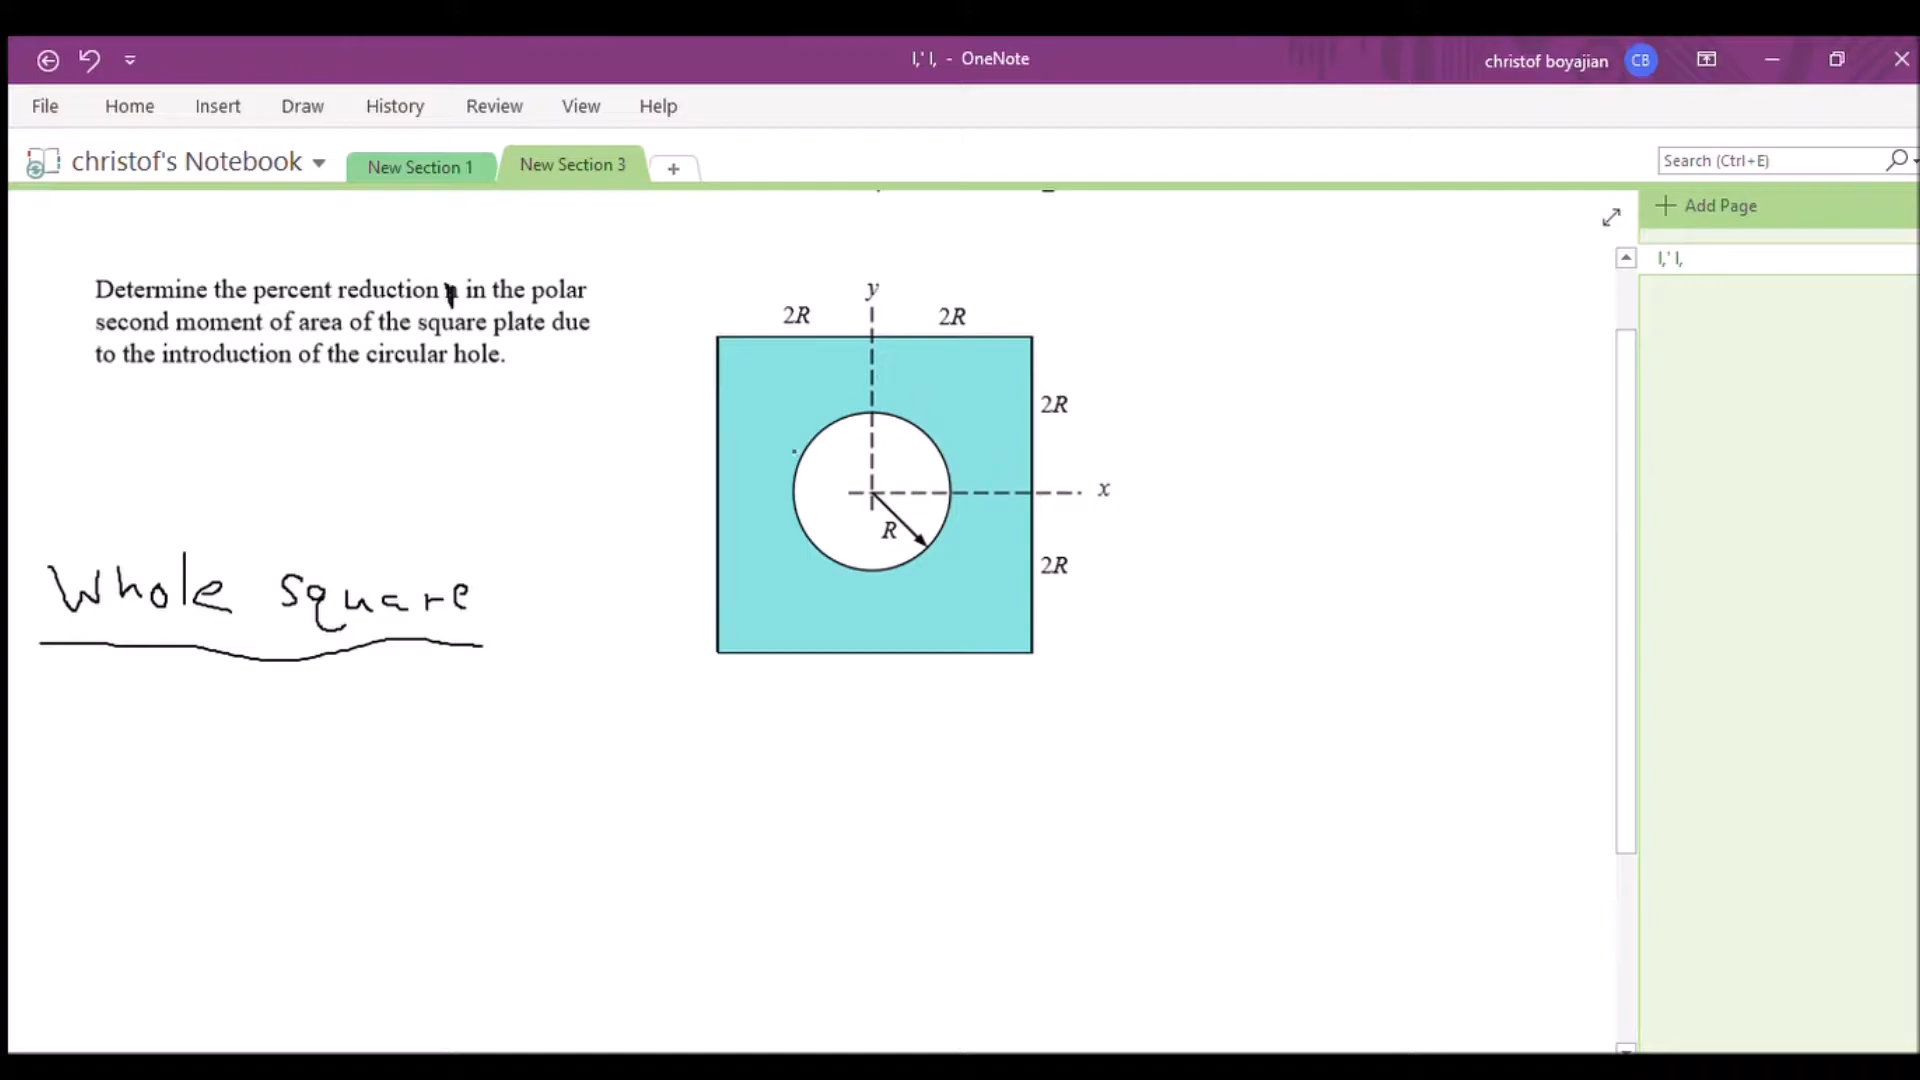 I,' I, - OneNote
christof boyajian CB
File Home Insert Draw History Review View Help
christof's Notebook New Section 1 New Section 3 +
Search (Ctrl+E)
Add Page
I,' I,
Determine the percent reduction n in the polar
second moment of area of the square plate due
to the introduction of the circular hole.
y
2R 2R
2R
x
R
2R
Whole square